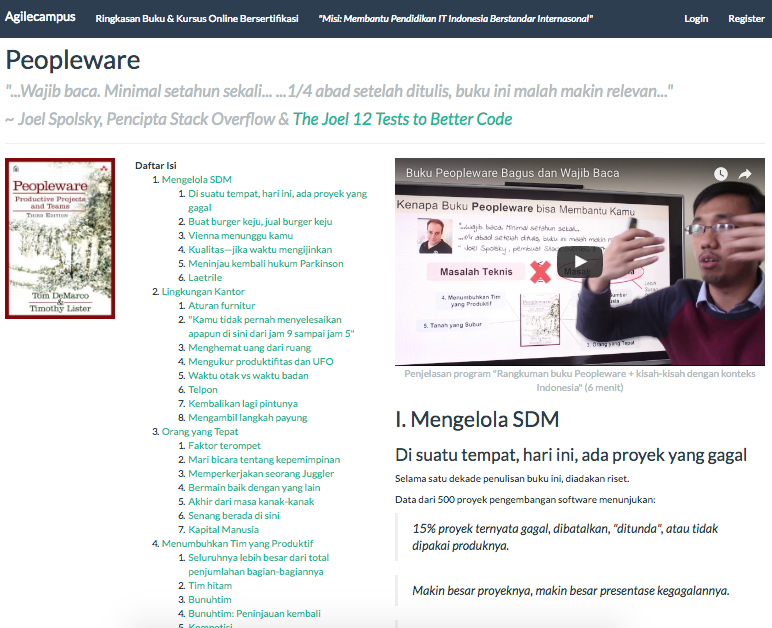 Agilecampus
Ringkasan Buku & Kursus Online Bersertifikasi
"Misi: Membantu Pendidikan IT Indonesia Berstandar Internasonal"
Login
Register
Peopleware
"...Wajib baca. Minimal setahun sekali... ...1/4 abad setelah ditulis, buku ini malah makin relevan..."
~ Joel Spolsky, Pencipta Stack Overflow & The Joel 12 Tests to Better Code
Peopleware
Productive Projects
and Teams
Third Edition
Tom DeMarco
&
Timothy Lister
Daftar Isi
1. Mengelola SDM
1. Di suatu tempat, hari ini, ada proyek yang
gagal
2. Buat burger keju, jual burger keju
3. Vienna menunggu kamu
4. Kualitas—jika waktu mengijinkan
5. Meninjau kembali hukum Parkinson
6. Laetrile
2. Lingkungan Kantor
1. Aturan furnitur
2. "Kamu tidak pernah menyelesaikan
apapun di sini dari jam 9 sampai jam 5"
3. Menghemat uang dari ruang
4. Mengukur produktifitas dan UFO
5. Waktu otak vs waktu badan
6. Telpon
7. Kembalikan lagi pintunya
8. Mengambil langkah payung
3. Orang yang Tepat
1. Faktor terompet
2. Mari bicara tentang kepemimpinan
3. Memperkerjakan seorang Juggler
4. Bermain baik dengan yang lain
5. Akhir dari masa kanak-kanak
6. Senang berada di sini
7. Kapital Manusia
4. Menumbuhkan Tim yang Produktif
1. Seluruhnya lebih besar dari total
penjumlahan bagian-bagiannya
2. Tim hitam
3. Bunuhtim
4. Bunuhtim: Peninjauan kembali
5. Kompetisi
Buku Peopleware Bagus dan Wajib Baca
Kenapa Buku Peopleware bisa Membantu Kamu
"...wajib baca. Minimal setahun sekali...
...1/4 abad setelah ditulis, buku ini malah makin
- Joel Spolsky, pembuat
Masalah Teknis
4. Menumbuhkan Tim
yang Produktif
5. Tanah yang Subur
3. Orang yang Tepat
Penjelasan program "Rangkuman buku Peopleware + kisah-kisah dengan konteks
Indonesia" (6 menit)
I. Mengelola SDM
Di suatu tempat, hari ini, ada proyek yang gagal
Selama satu dekade penulisan buku ini, diadakan riset.
Data dari 500 proyek pengembangan software menunjukan:
15% proyek ternyata gagal, dibatalkan, "ditunda", atau tidak
dipakai produknya.
Makin besar proyeknya, makin besar presentase kegagalannya.